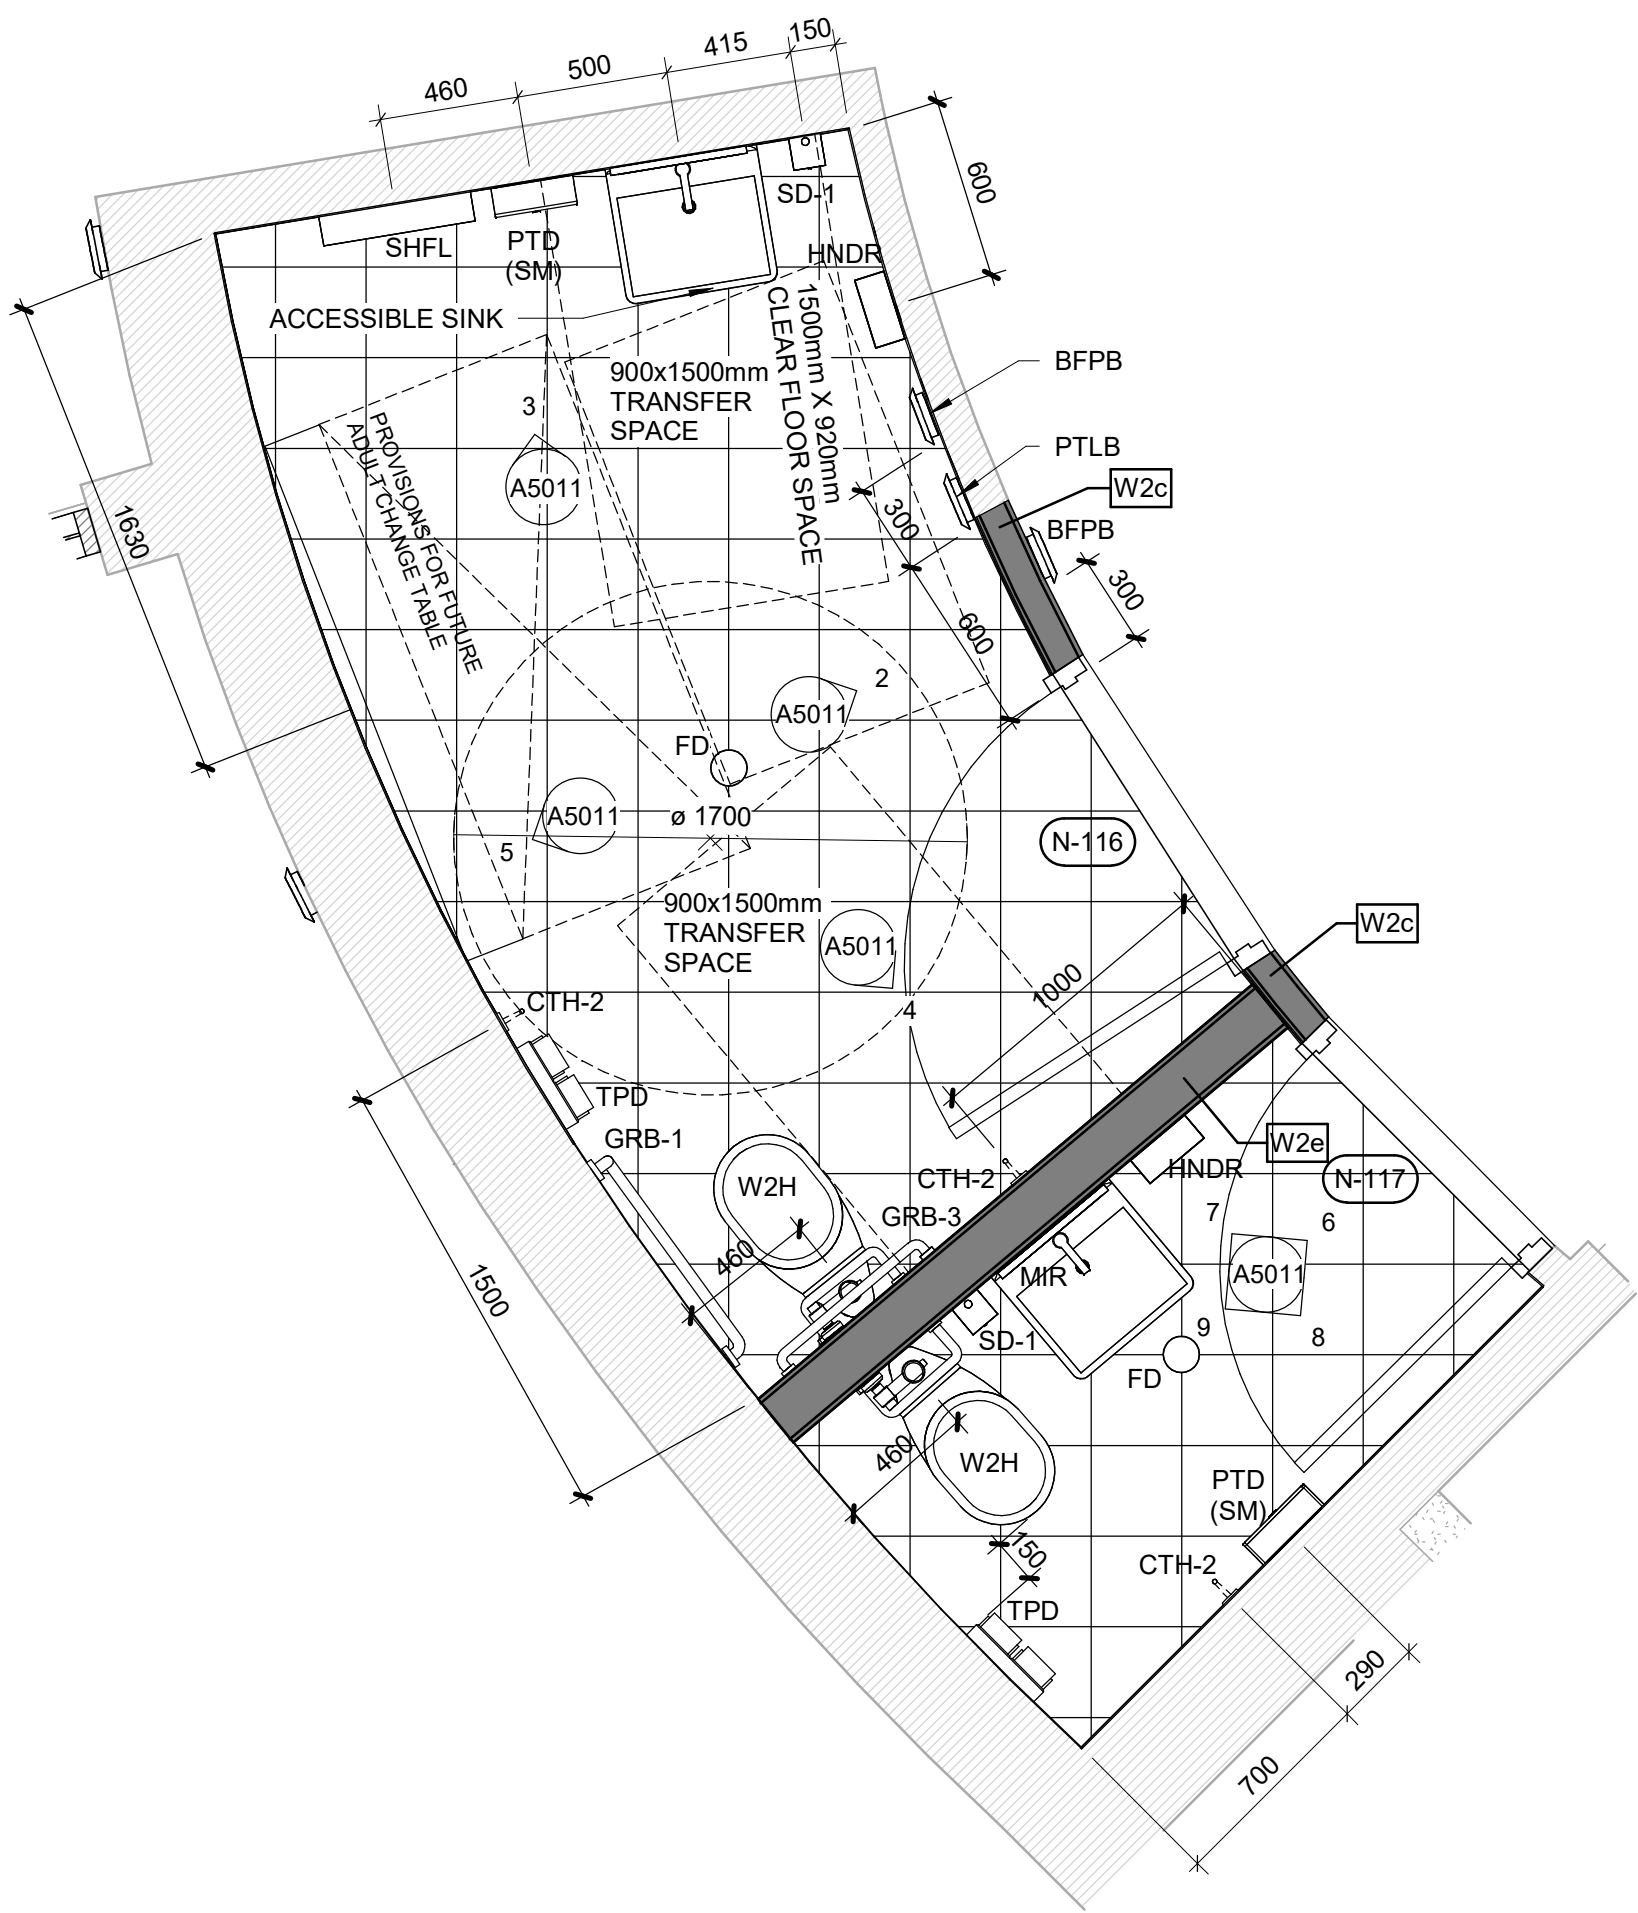 460
500
415
150
600
SD-1
SHFL
PTD
(SM)
HNDR
ACCESSIBLE SINK
1500mm X 920mm
CLEAR FLOOR SPACE
900x1500mm
TRANSFER
SPACE
BFPB
3
A5011
PTLB
W2c
PROVISIONS FOR FUTURE
ADULT CHANGE TABLE
1630
300
BFPB
300
600
2
A5011
FD
A5011
ø 1700
5
N-116
900x1500mm
TRANSFER
SPACE
A5011
W2c
1000
4
CTH-2
TPD
GRB-1
W2e
HNDR
N-117
CTH-2
W2H
GRB-3
7
6
460
MIR
A5011
1500
SD-1
9
8
FD
460
W2H
PTD
(SM)
150
CTH-2
TPD
290
700